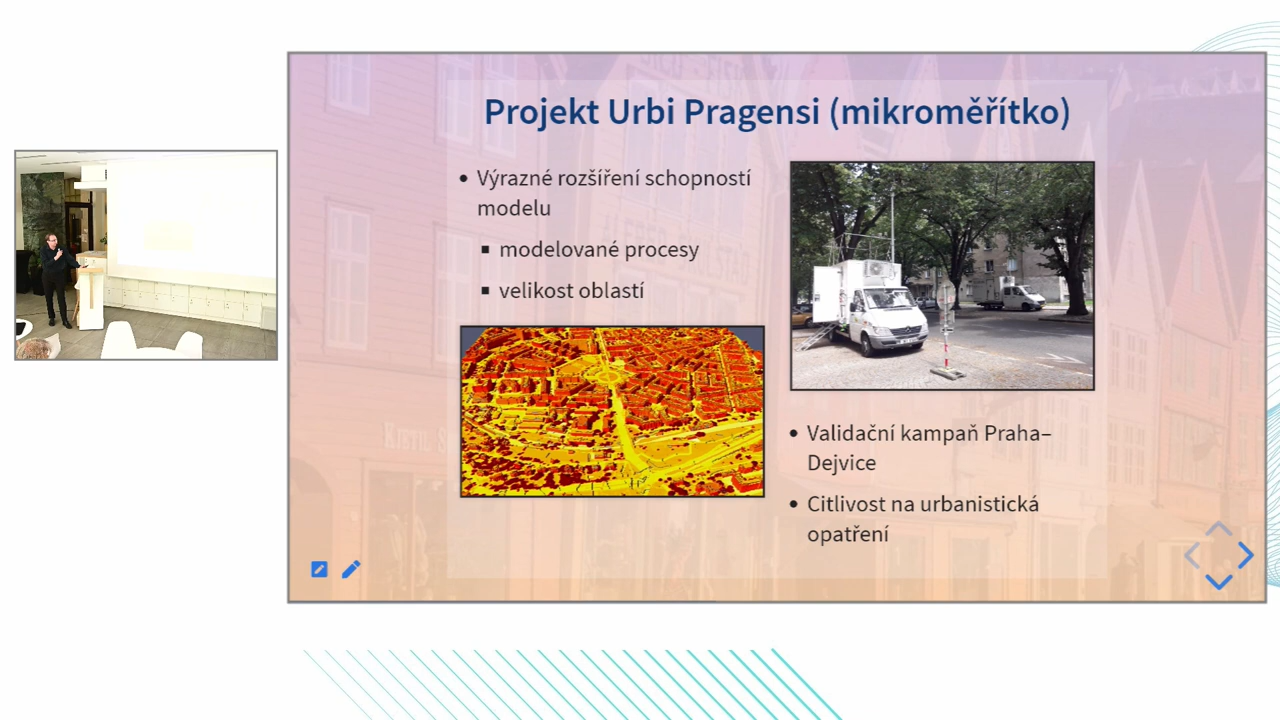 Projekt Urbi Pragensi (mikroměřítko)
• Výrazné rozšíření schopností
modelu
▪ modelované procesy
▪ velikost oblastí
• Validační kampaň Praha–
Dejvice
• Citlivost na urbanistická
opatření